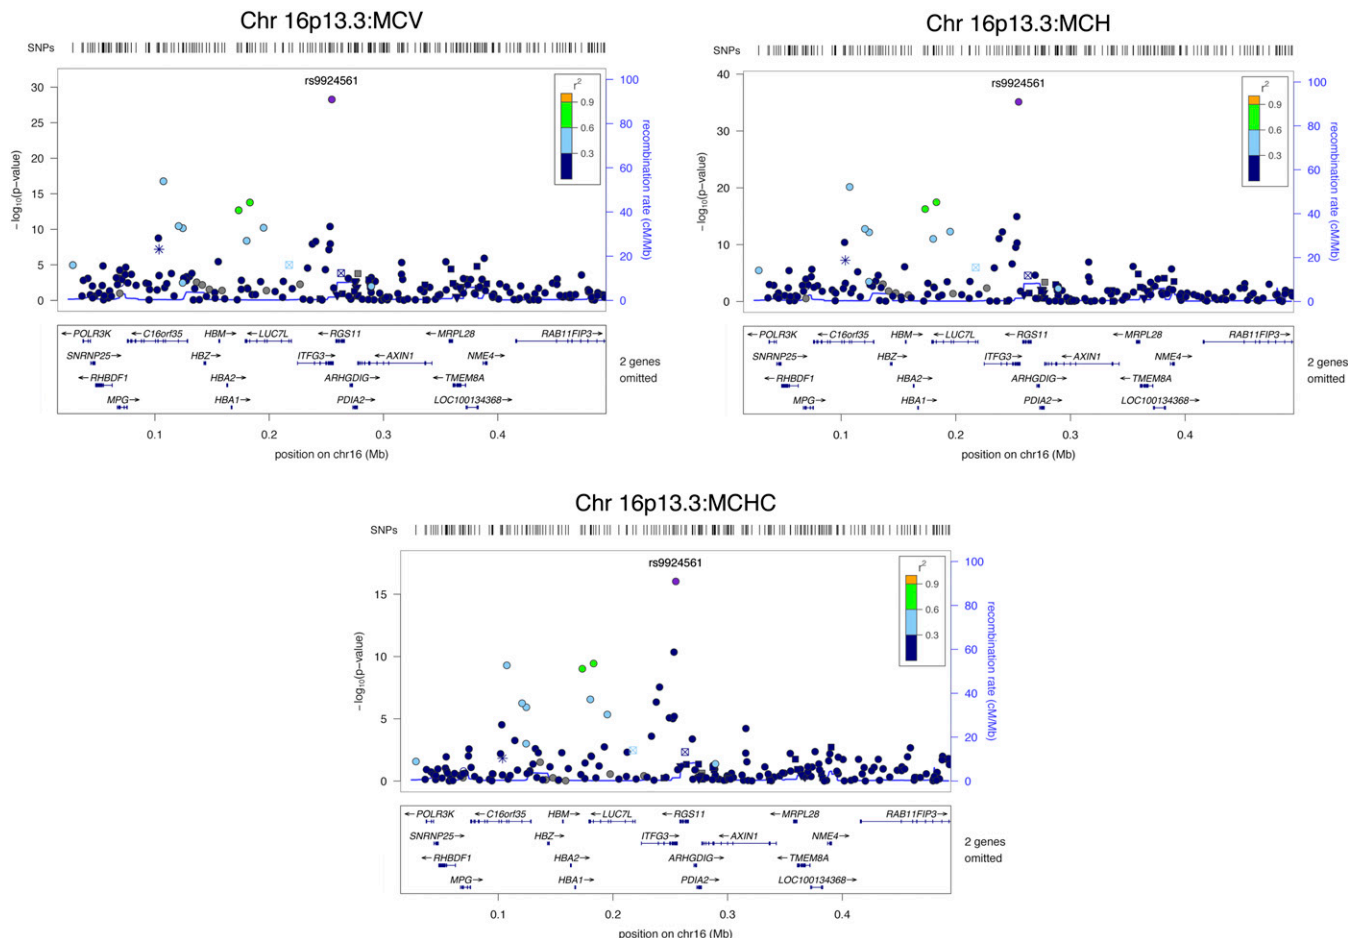 Chr 16p13.3:MCV
SNPs
rs9924561
r2
0.9
0.6
0.3
30
25
20
15
10
5
0
−log10(p−value)
100
80
60
40
20
0
recombination rate (cM/Mb)
←POLR3K ←C16orf35 HBM→ ←LUC7L ←RGS11 ←MRPL28 RAB11FIP3→
SNRNP25→ HBZ→ ITFG3→ ←AXIN1 NME4→
←RHBDF1 HBA2→ ARHGDIG→ ←TMEM8A
MPG→ HBA1→ PDIA2→ LOC100134368→
2 genes
omitted
0.1 0.2 0.3 0.4
position on chr16 (Mb)
Chr 16p13.3:MCH
SNPs
rs9924561
r2
0.9
0.6
0.3
40
30
20
10
0
−log10(p−value)
100
80
60
40
20
0
recombination rate (cM/Mb)
←POLR3K ←C16orf35 HBM→ ←LUC7L ←RGS11 ←MRPL28 RAB11FIP3→
SNRNP25→ HBZ→ ITFG3→ ←AXIN1 NME4→
←RHBDF1 HBA2→ ARHGDIG→ ←TMEM8A
MPG→ HBA1→ PDIA2→ LOC100134368→
2 genes
omitted
0.1 0.2 0.3 0.4
position on chr16 (Mb)
Chr 16p13.3:MCHC
SNPs
rs9924561
r2
0.9
0.6
0.3
15
10
5
0
−log10(p−value)
100
80
60
40
20
0
recombination rate (cM/Mb)
←POLR3K ←C16orf35 HBM→ ←LUC7L ←RGS11 ←MRPL28 RAB11FIP3→
SNRNP25→ HBZ→ ITFG3→ ←AXIN1 NME4→
←RHBDF1 HBA2→ ARHGDIG→ ←TMEM8A
MPG→ HBA1→ PDIA2→ LOC100134368→
2 genes
omitted
0.1 0.2 0.3 0.4
position on chr16 (Mb)